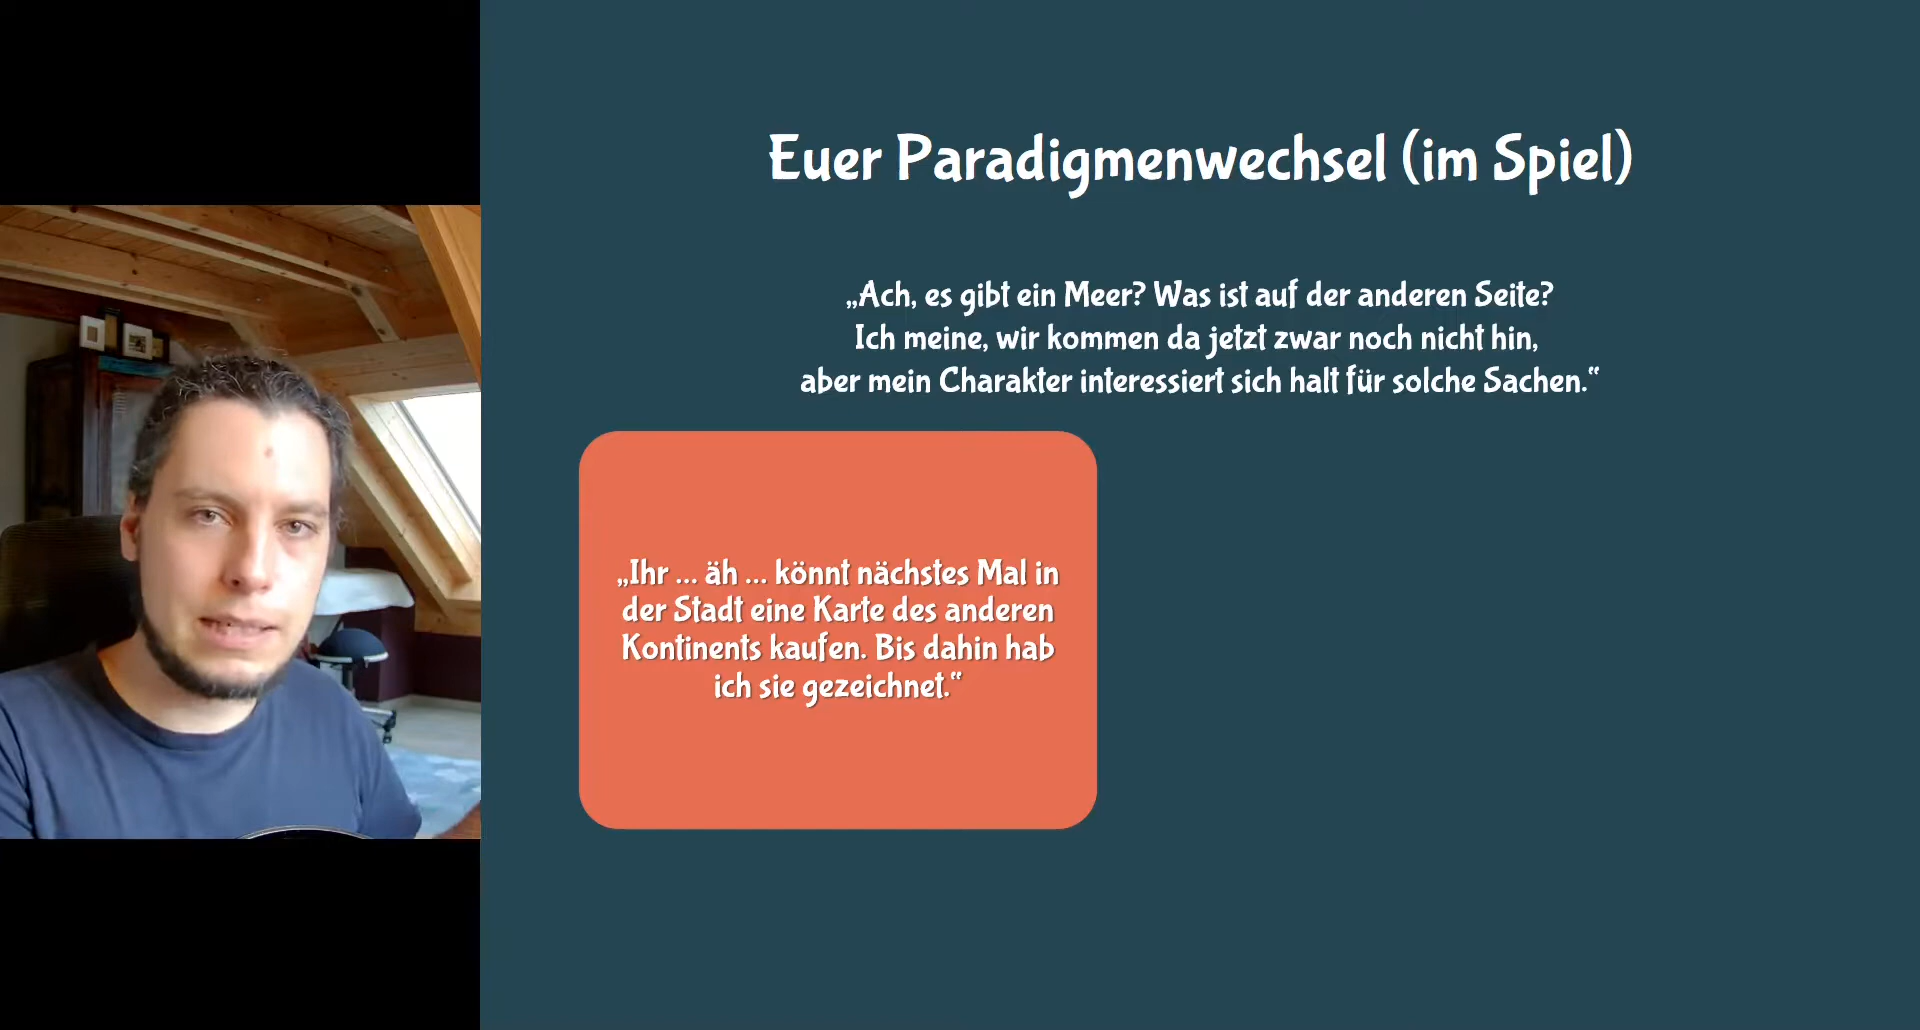 Euer Paradigmenwechsel (im Spiel)
„Ach, es gibt ein Meer? Was ist auf der anderen Seite?
Ich meine, wir kommen da jetzt zwar noch nicht hin,
aber mein Charakter interessiert sich halt für solche Sachen.“
„Ihr ... äh ... könnt nächstes Mal in
der Stadt eine Karte des anderen
Kontinents kaufen. Bis dahin hab
ich sie gezeichnet.“